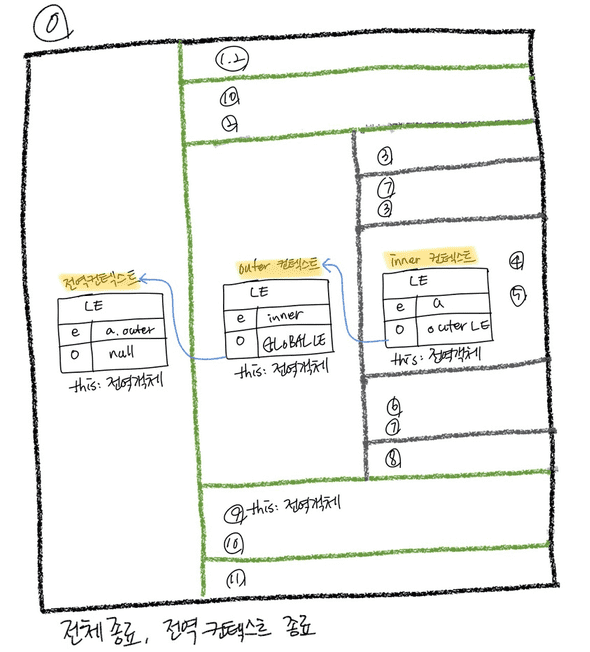 0
1.2
10
2
3
7
3
전역컨텍스트
LE
e a.outer
o null
this: 전역객체
outer 컨텍스트
LE
e inner
o GLOBAL LE
this: 전역객체
inner 컨텍스트
LE
e a
o outer LE
this: 전역객체
4
5
6
7
8
9 this: 전역객체
10
11
전체 종료, 전역 컨텍스트 종료